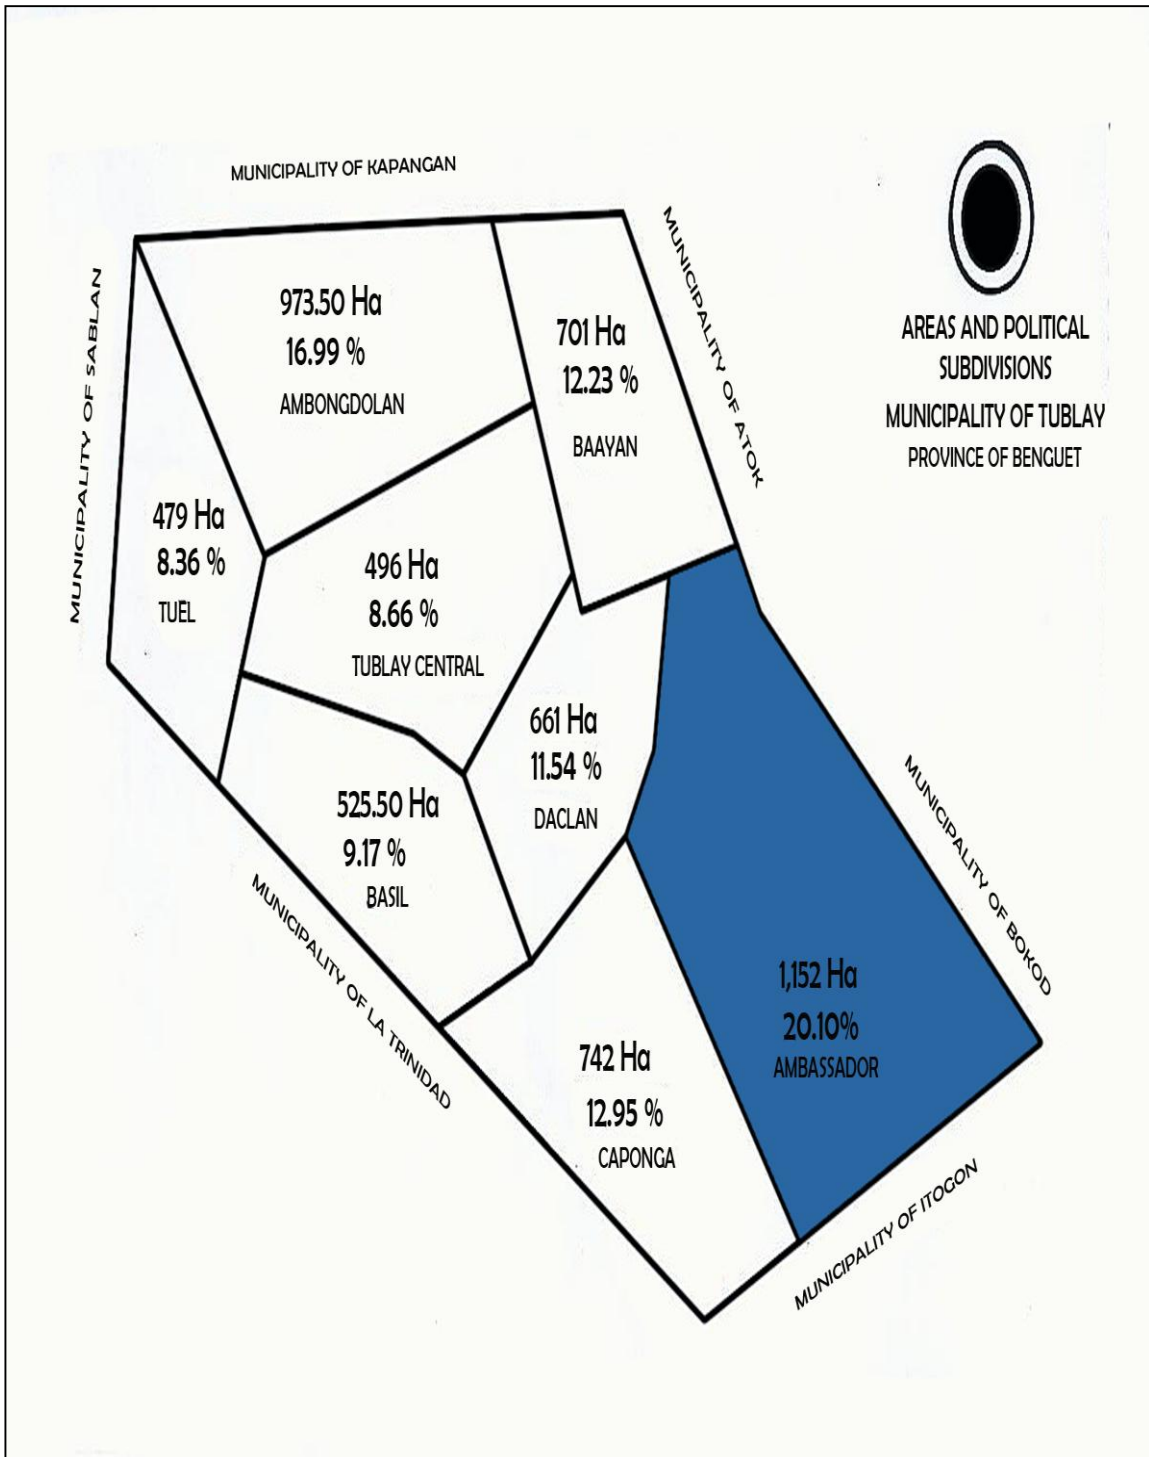 MUNICIPALITY OF KAPANGAN
MUNICIPALITY OF SABLAN
MUNICIPALITY OF ATOK
AREAS AND POLITICAL
SUBDIVISIONS
MUNICIPALITY OF TUBLAY
PROVINCE OF BENGUET
973.50 Ha
16.99 %
AMBONGDOLAN
701 Ha
12.23 %
BAAYAN
479 Ha
8.36 %
TUEL
496 Ha
8.66 %
TUBLAY CENTRAL
661 Ha
11.54 %
DACLAN
525.50 Ha
9.17 %
BASIL
MUNICIPALITY OF LA TRINIDAD
MUNICIPALITY OF BOKOD
1,152 Ha
20.10%
AMBASSADOR
742 Ha
12.95 %
CAPONGA
MUNICIPALITY OF ITOGON